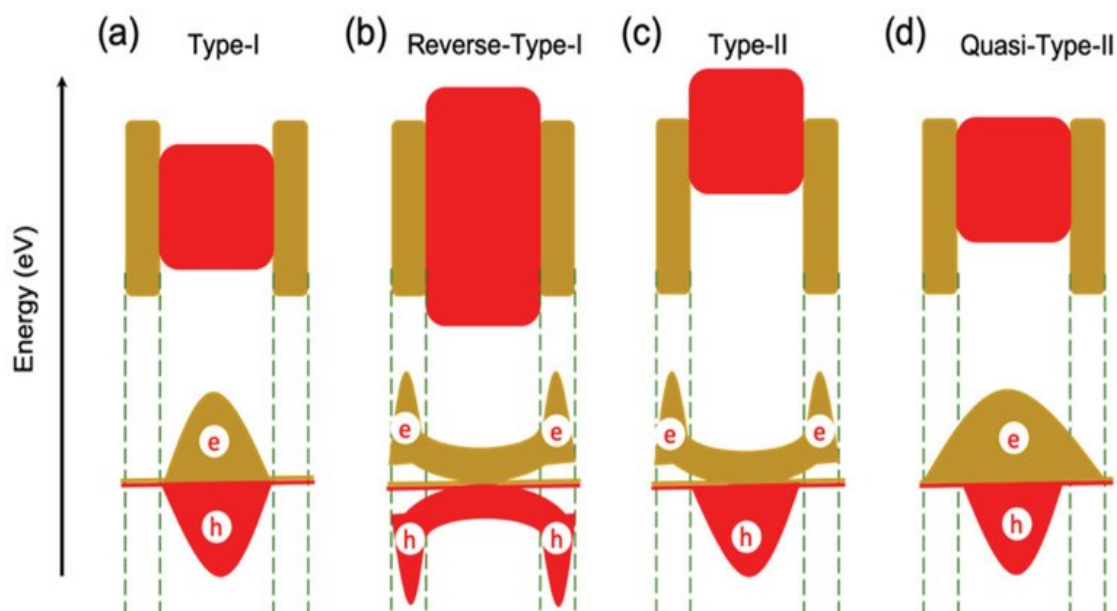 (a) Type-I
(b) Reverse-Type-I
(c) Type-II
(d) Quasi-Type-II
Energy (eV)
e
h
e e
h h
e e
h
e
h